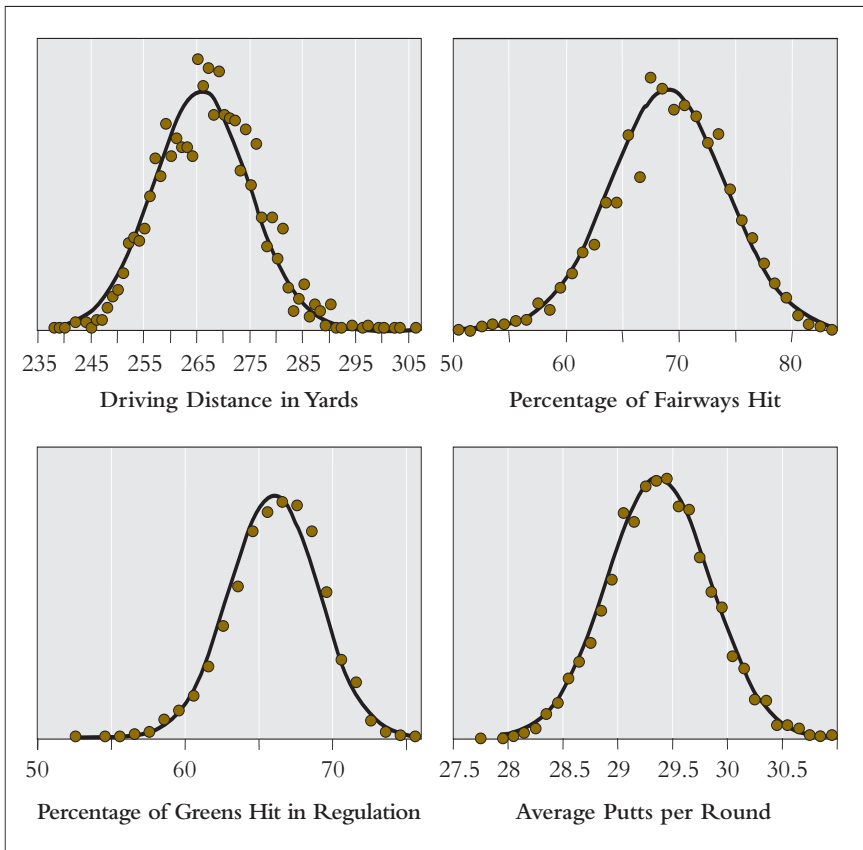 235 245 255 265 275 285 295 305
Driving Distance in Yards
50 60 70 80
Percentage of Fairways Hit
50 60 70
Percentage of Greens Hit in Regulation
27.5 28 28.5 29 29.5 30 30.5
Average Putts per Round